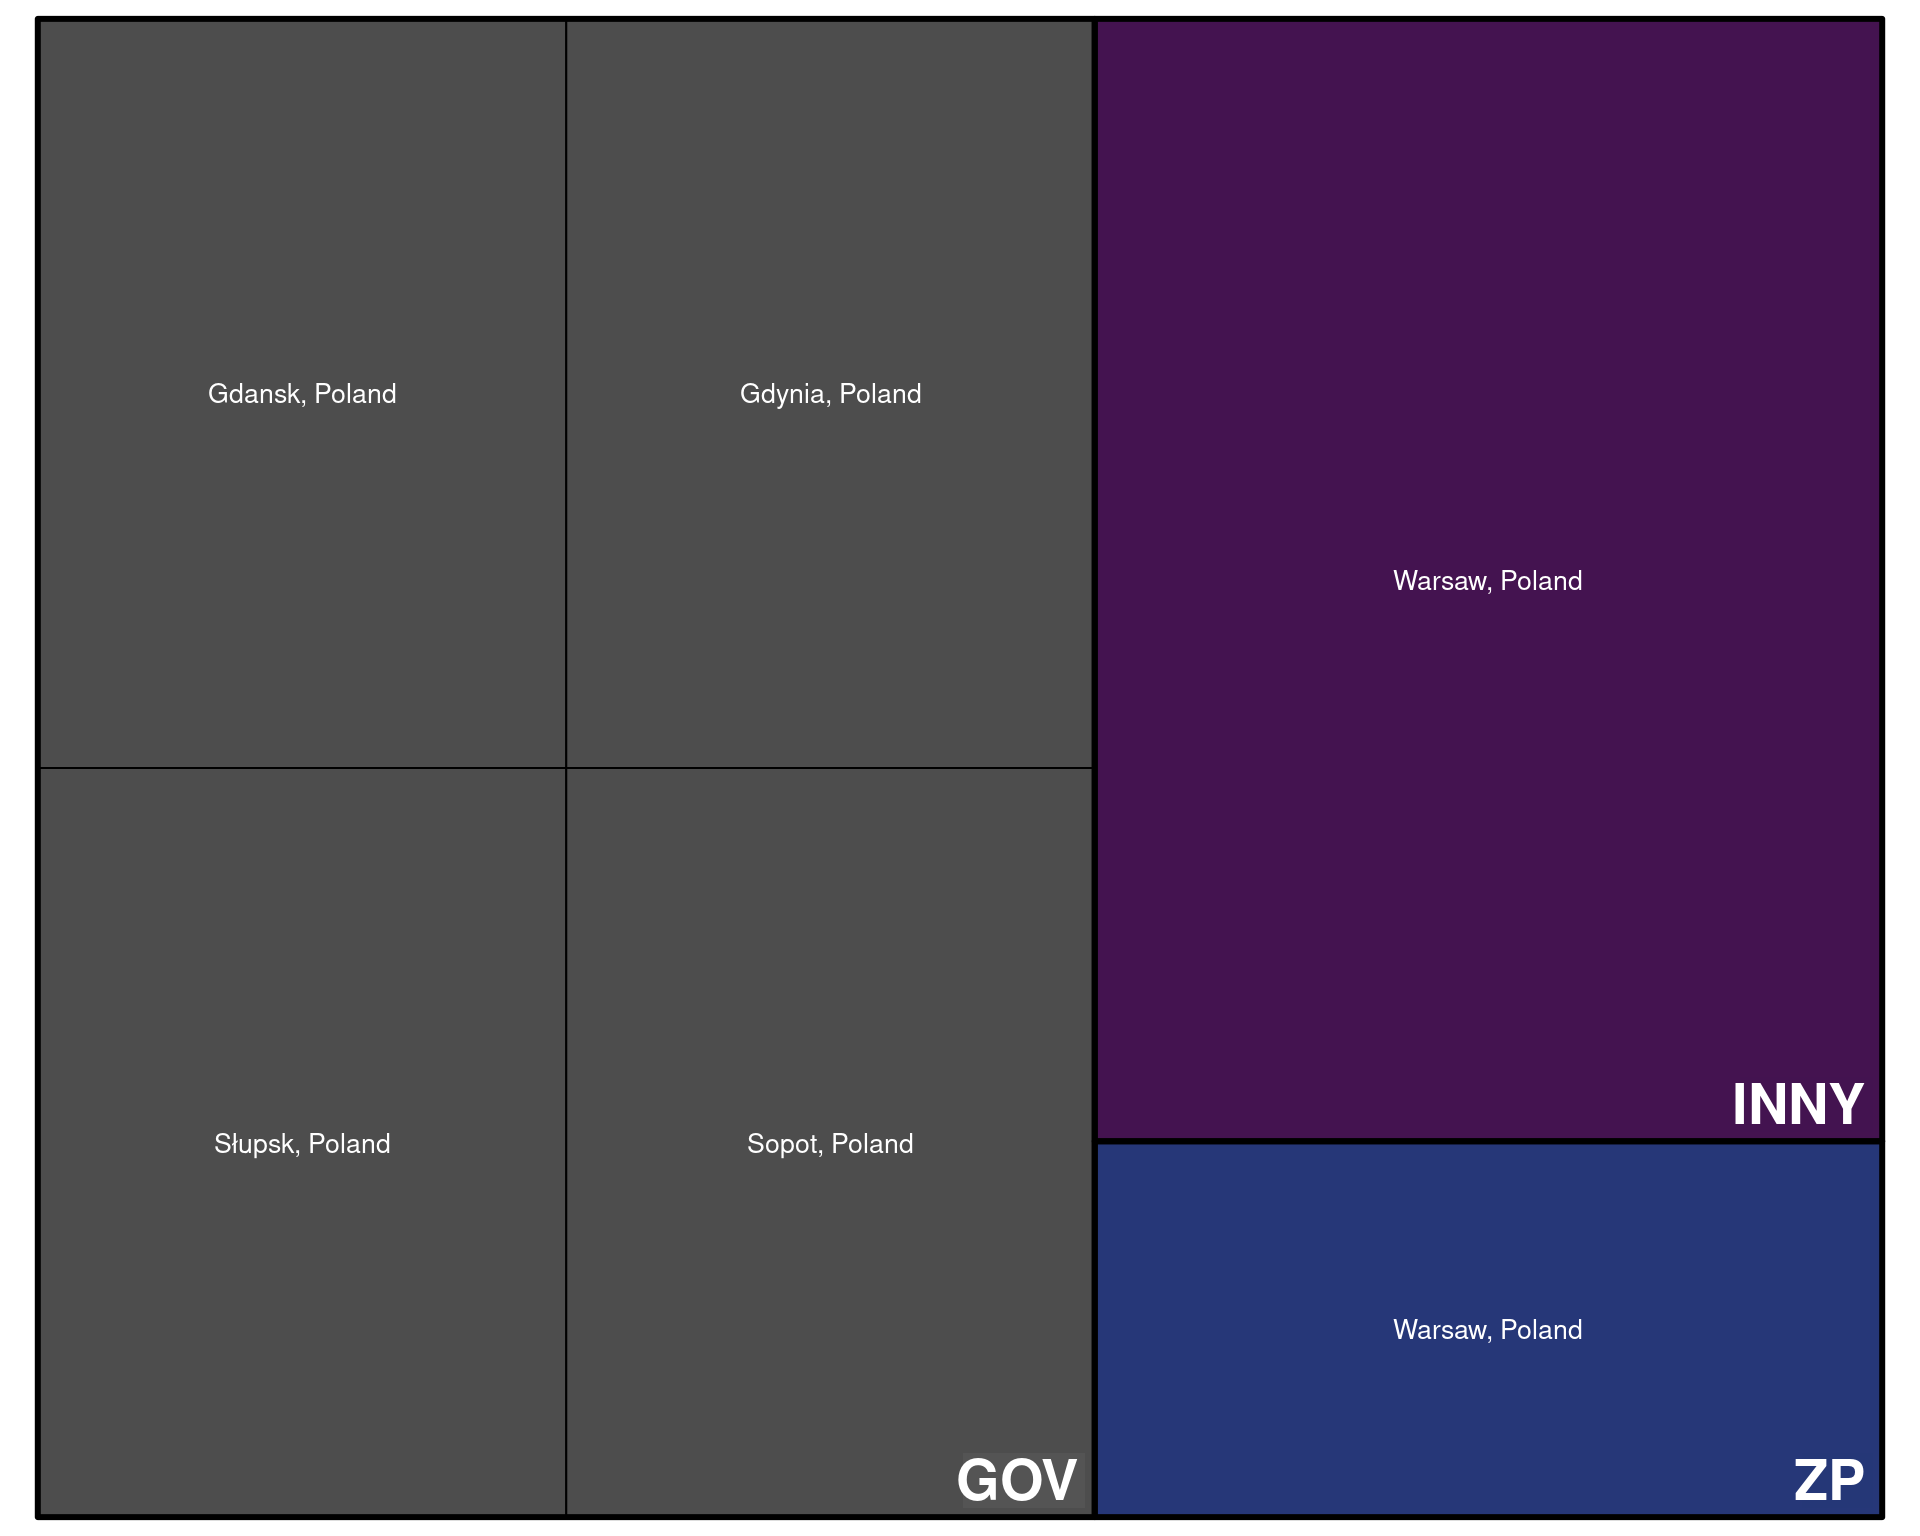 Gdansk, Poland
Gdynia, Poland
Słupsk, Poland
Sopot, Poland
GOV
Warsaw, Poland
INNY
Warsaw, Poland
ZP